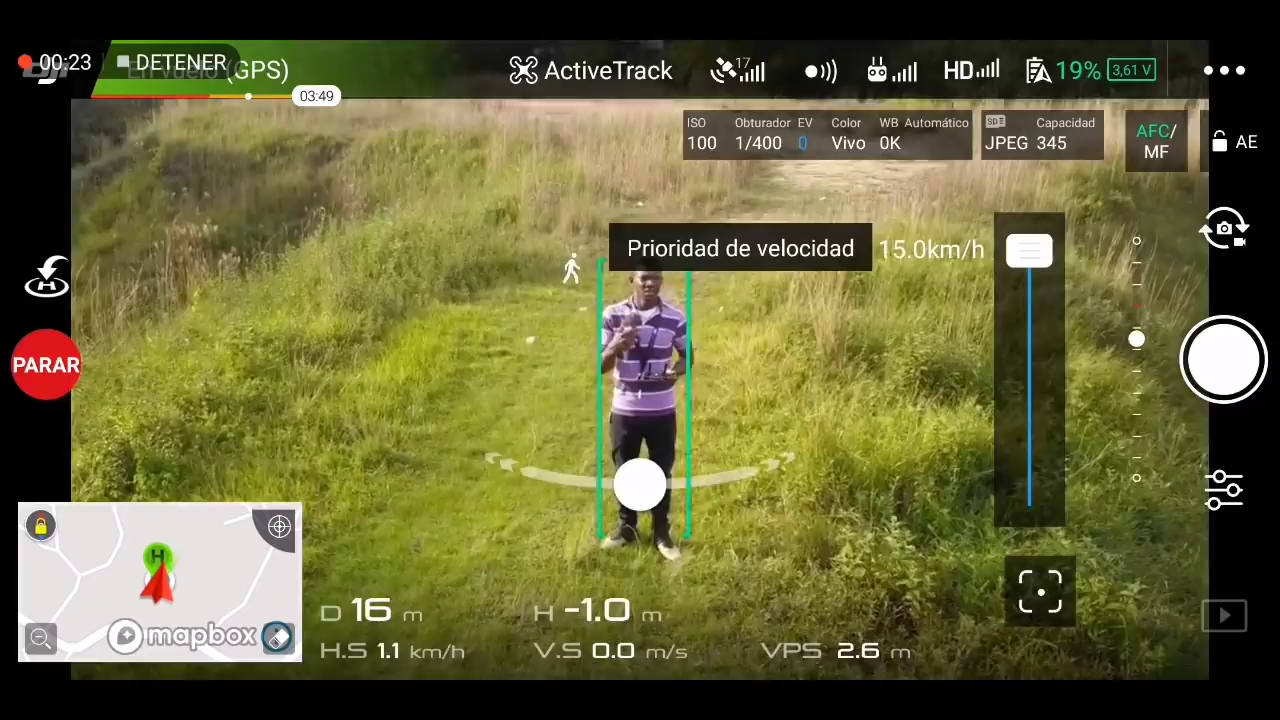 00:23
DETENER
En vuelo (GPS)
03:49
ActiveTrack
17
HD
19%
3,61 V
ISO
100
Obturador
1/400
EV
0
Color
Vivo
WB Automático
0K
SD
JPEG
Capacidad
345
AFC/
MF
AE
Prioridad de velocidad
15.0km/h
H
PARAR
H
mapbox
D 16 m
H -1.0 m
H.S 1.1 km/h
V.S 0.0 m/s
VPS 2.6 m